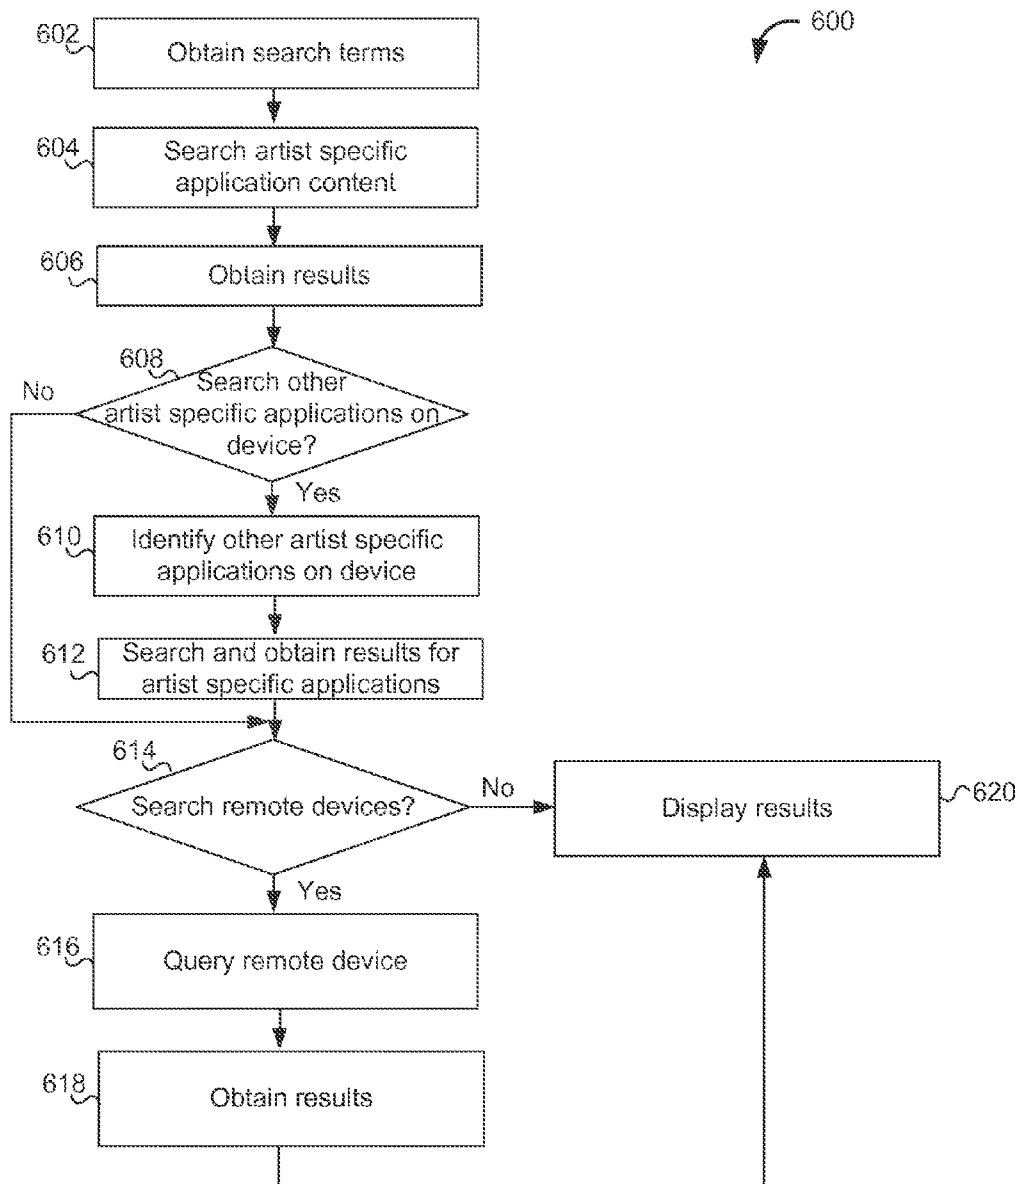 600
602
Obtain search terms
604
Search artist specific
application content
606
Obtain results
608
Search other
artist specific applications on
device?
No
Yes
610
Identify other artist specific
applications on device
612
Search and obtain results for
artist specific applications
614
Search remote devices?
No
Display results
620
Yes
616
Query remote device
618
Obtain results